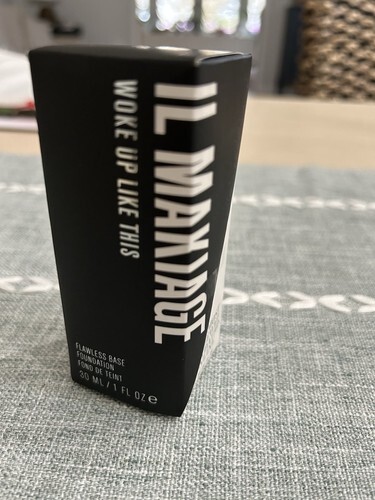 IL MAKIAGE
WOKE UP LIKE THIS
FLAWLESS BASE
FOUNDATION
FOND DE TEINT
30 ML / 1 FL OZ ℮